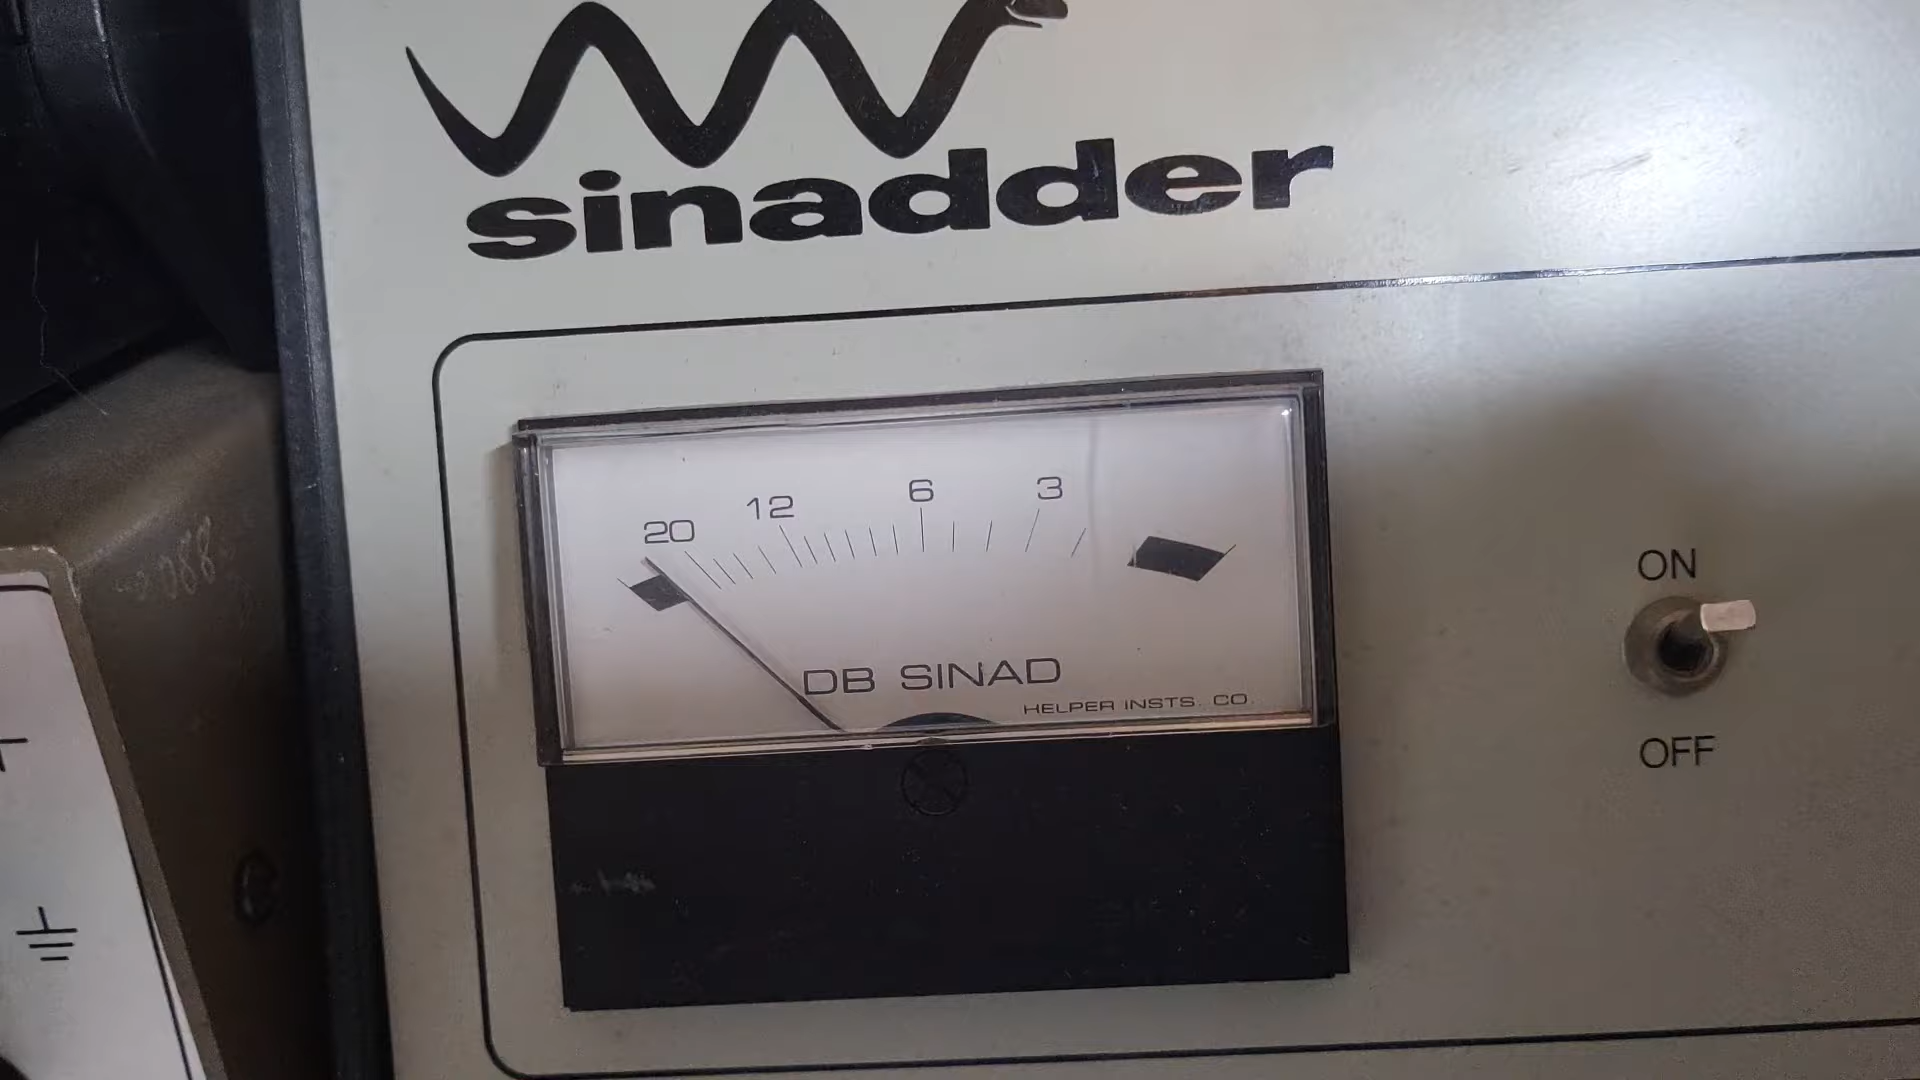 sinadder
20 12 6 3
DB SINAD
HELPER INSTS. CO.
ON
OFF